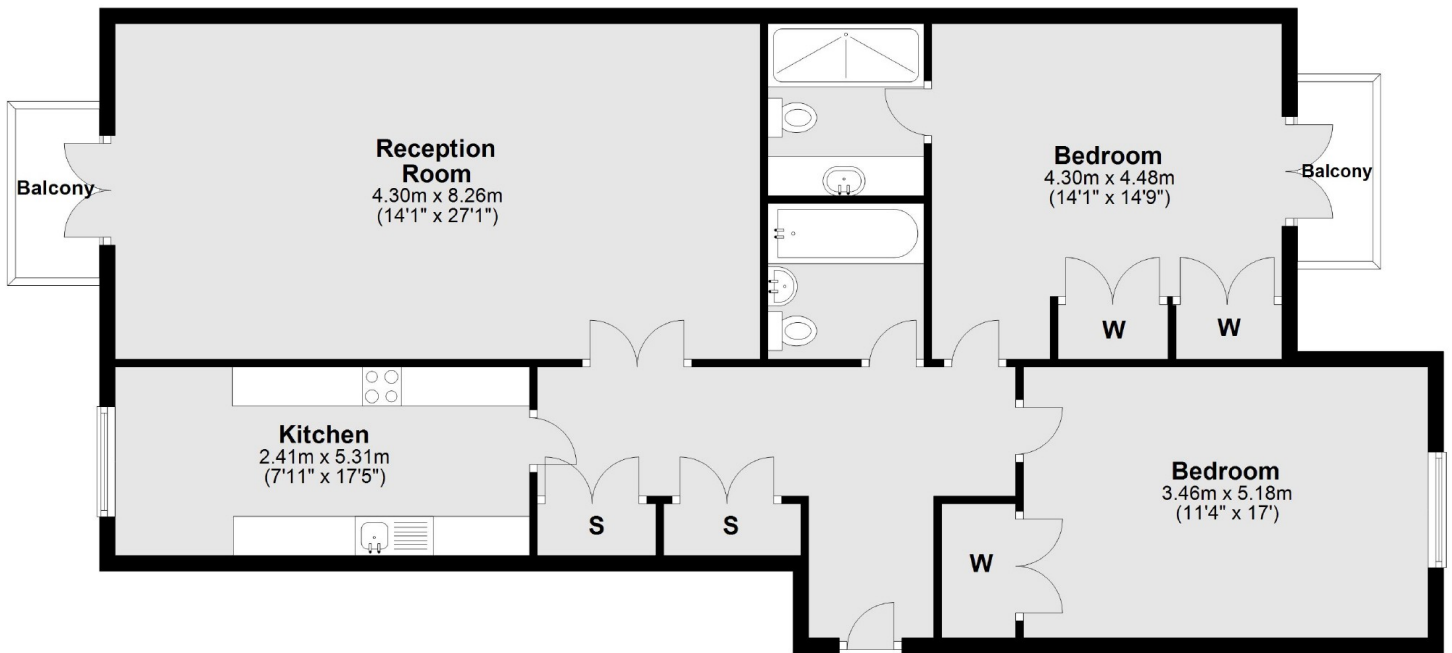 Reception
Room
4.30m x 8.26m
(14'1" x 27'1")
Balcony
Bedroom
4.30m x 4.48m
(14'1" x 14'9")
Balcony
W
W
Kitchen
2.41m x 5.31m
(7'11" x 17'5")
S
S
Bedroom
3.46m x 5.18m
(11'4" x 17')
W